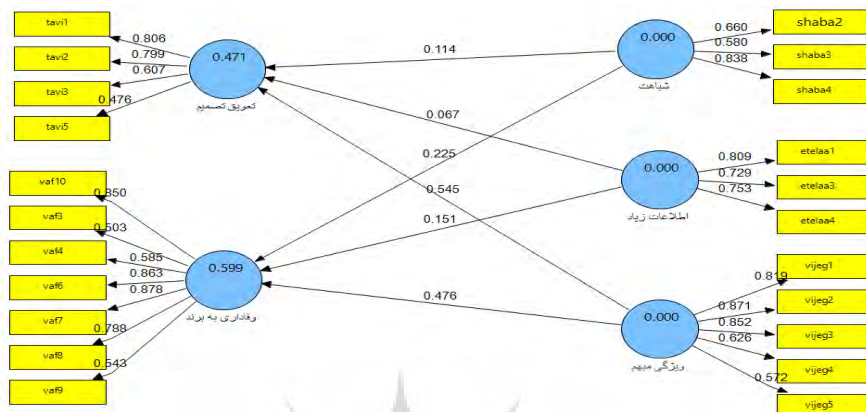 tavi1
tavi2
tavi3
tavi5
0.806
0.799
0.607
0.476
0.471
تعویق تصمیم
vaf10
vaf3
vaf4
vaf6
vaf7
vaf8
vaf9
0.850
0.503
0.585
0.863
0.878
0.788
0.543
0.599
وفاداری به برند
0.114
0.067
0.225
0.545
0.151
0.476
0.000
شباهت
0.660
0.580
0.838
shaba2
shaba3
shaba4
0.000
اطلاعات زیاد
0.809
0.729
0.753
etelaa1
etelaa3
etelaa4
0.000
ویژگی مبهم
0.819
0.871
0.852
0.626
0.572
vijeg1
vijeg2
vijeg3
vijeg4
vijeg5